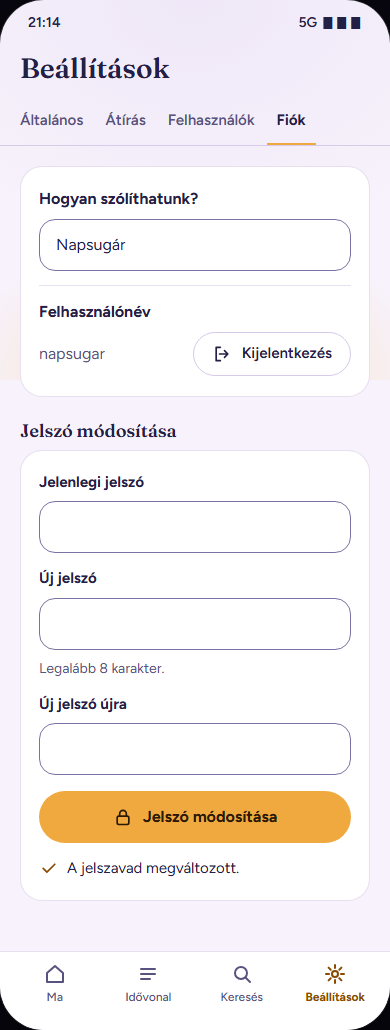 21:14
5G
Beállítások
Általános
Átírás
Felhasználók
Fiók
Hogyan szólíthatunk?
Napsugár
Felhasználónév
napsugar
Kijelentkezés
Jelszó módosítása
Jelenlegi jelszó
Új jelszó
Legalább 8 karakter.
Új jelszó újra
Jelszó módosítása
A jelszavad megváltozott.
Ma
Idővonal
Keresés
Beállítások